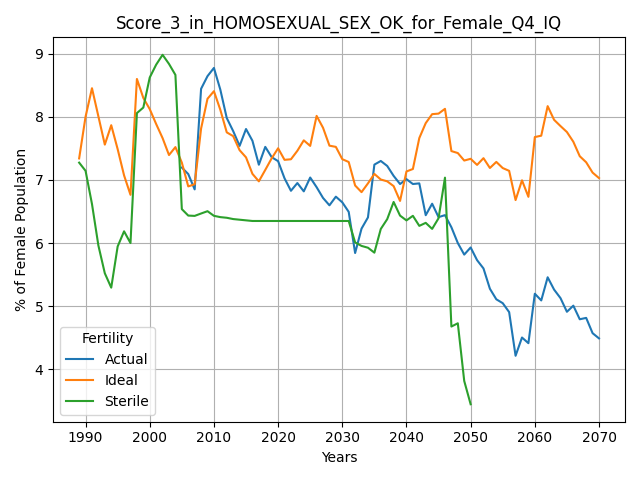 Score_3_in_HOMOSEXUAL_SEX_OK_for_Female_Q4_IQ
% of Female Population
9
8
7
6
5
4
Fertility
Actual
Ideal
Sterile
1990 2000 2010 2020 2030 2040 2050 2060 2070
Years